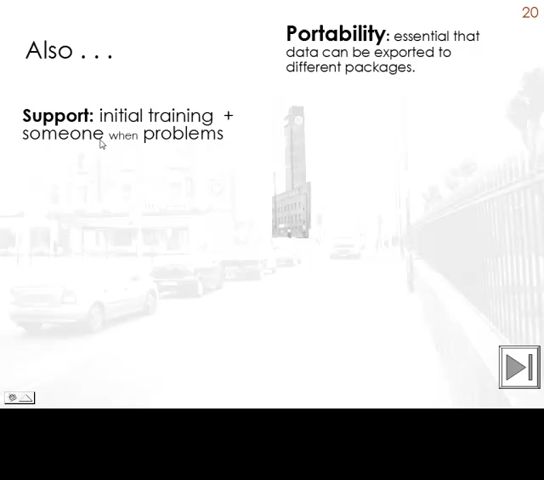 20
Also . . .
Portability: essential that
data can be exported to
different packages.
Support: initial training +
someone when problems